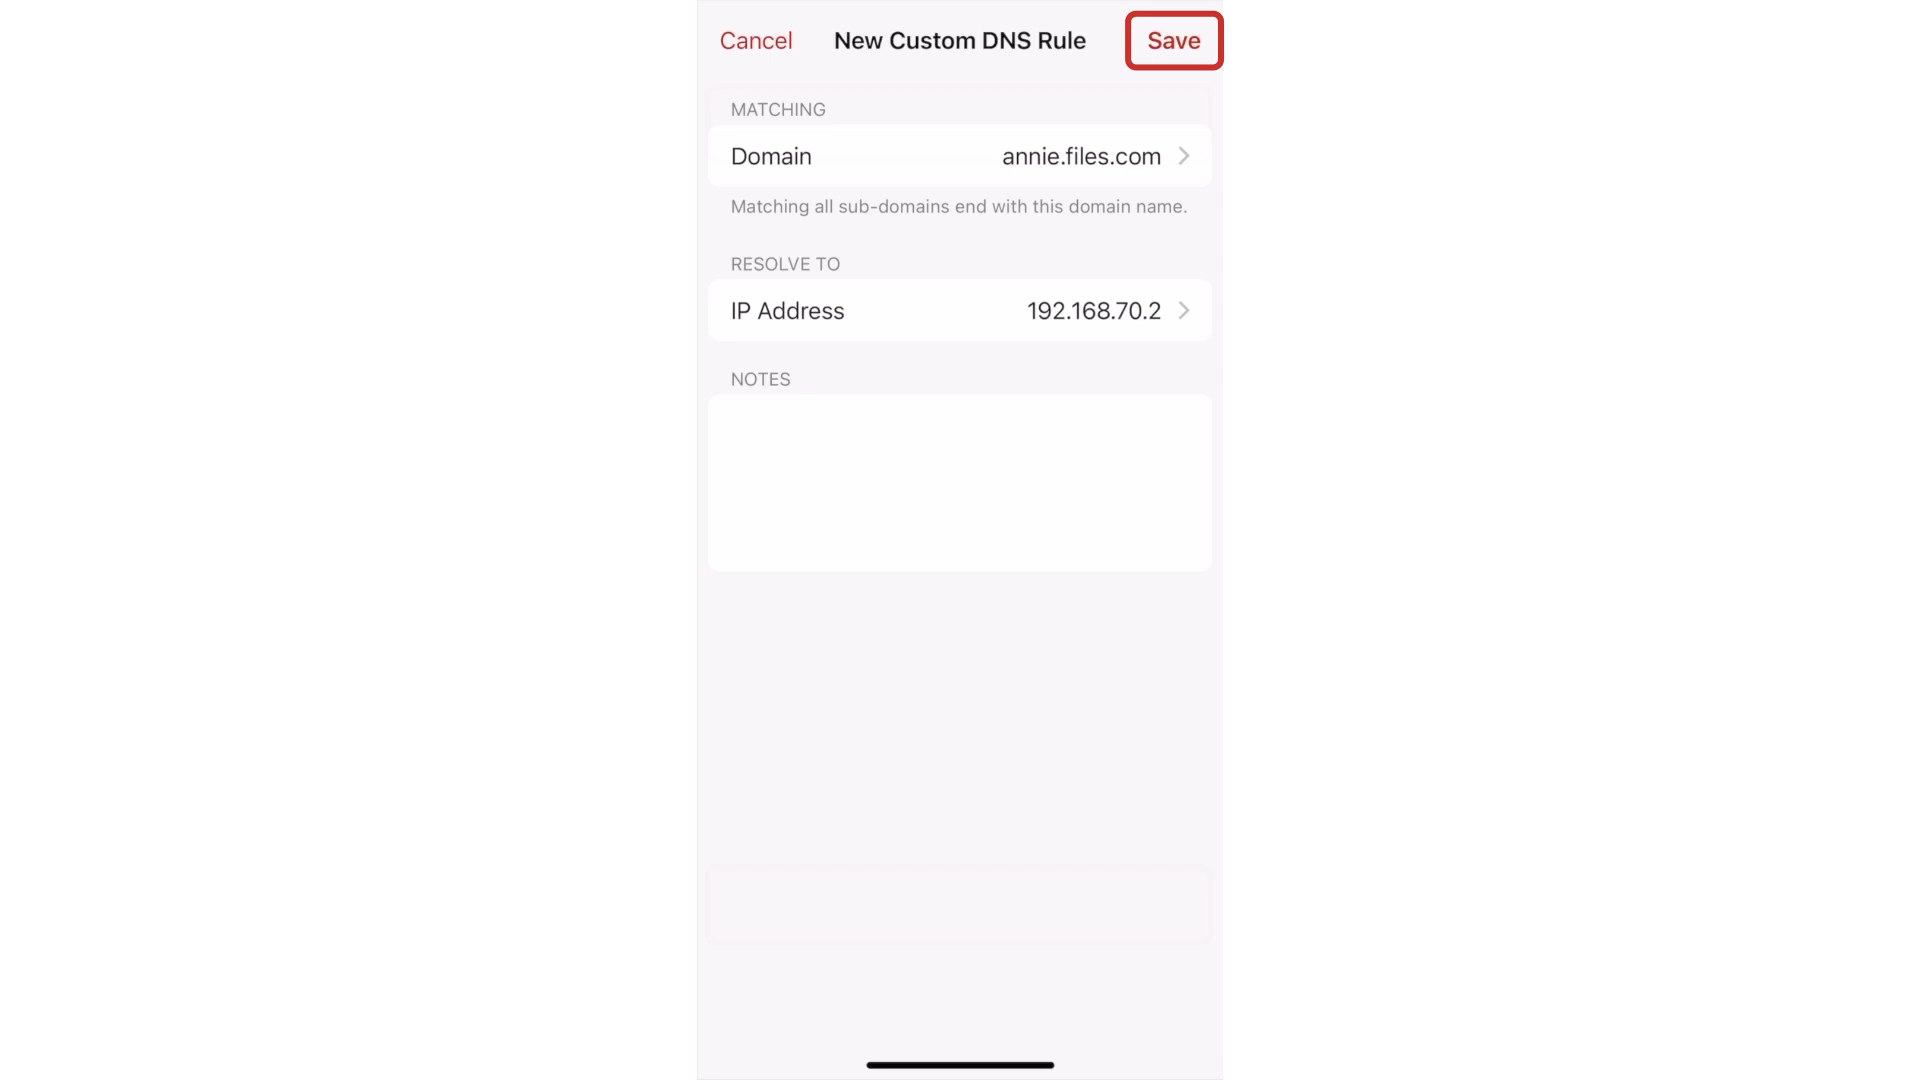 Cancel New Custom DNS Rule Save
MATCHING
Domain annie.files.com
Matching all sub-domains end with this domain name.
RESOLVE TO
IP Address 192.168.70.2
NOTES